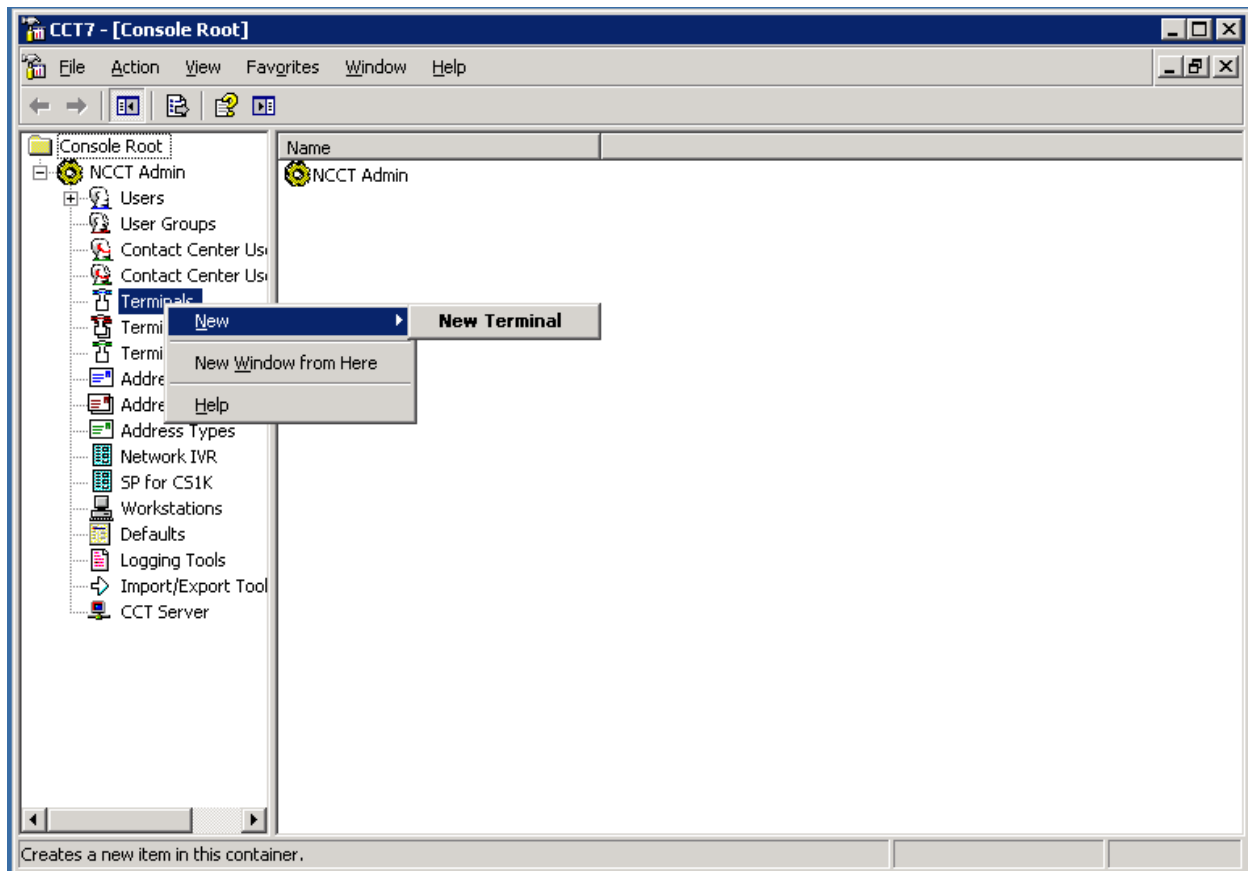 CCT7 - [Console Root]
File Action View Favorites Window Help
Console Root
NCCT Admin
Users
User Groups
Contact Center Us
Contact Center Us
Terminals
Termi
Termi
Addre
Addre
Address Types
Network IVR
SP for CS1K
Workstations
Defaults
Logging Tools
Import/Export Tool
CCT Server
Name
NCCT Admin
New
New Window from Here
Help
New Terminal
Creates a new item in this container.